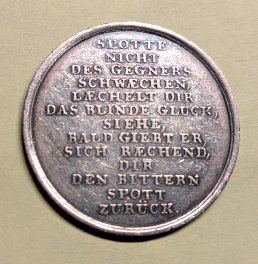 SPOTTE
NICHT
DES GEGNERS
SCHWÆCHEN,
LÆCHELT DIR
DAS BLINDE GLÜCK,
SIEHE,
BALD GIEBT ER,
SICH RÆCHEND,
DIR
DEN BITTERN
SPOTT
ZURÜCK.